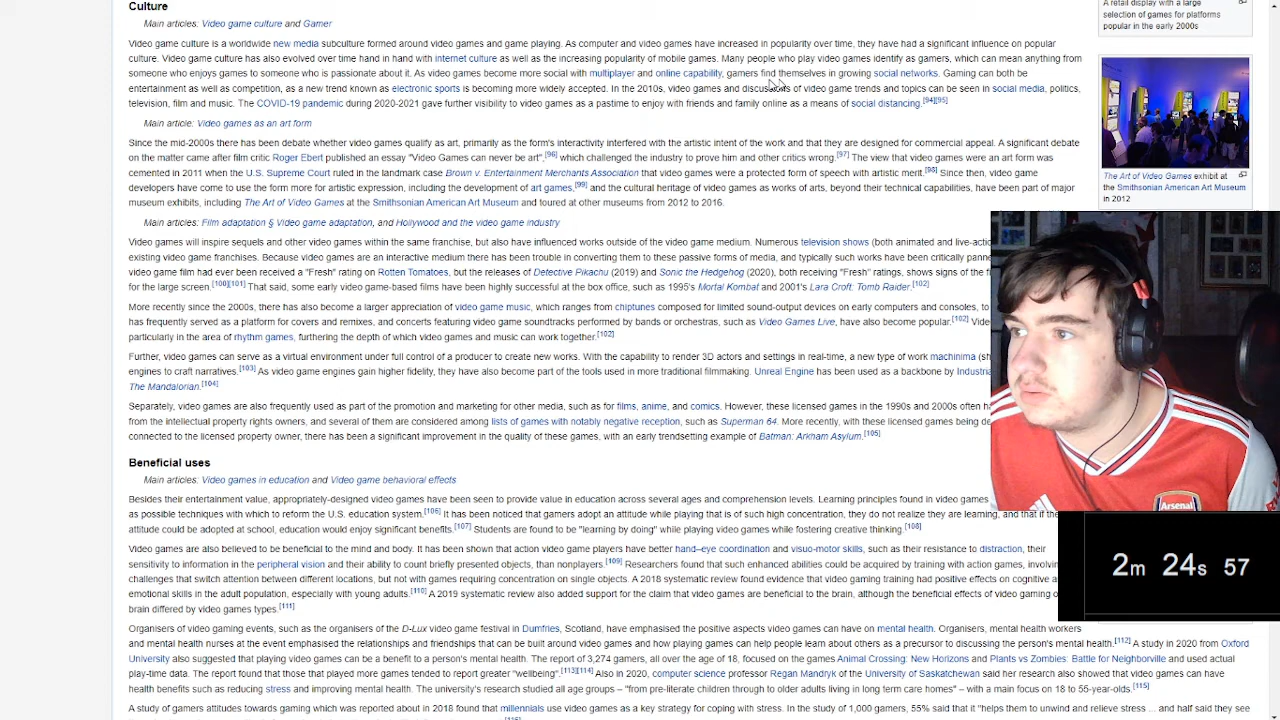 Culture
Main articles: Video game culture and Gamer
Video game culture is a worldwide new media subculture formed around video games and game playing. As computer and video games have increased in popularity over time, they have had a significant influence on popular
culture. Video game culture has also evolved over time hand in hand with internet culture as well as the increasing popularity of mobile games. Many people who play video games identify as gamers, which can mean anything from
someone who enjoys games to someone who is passionate about it. As video games become more social with multiplayer and online capability, gamers find themselves in growing social networks. Gaming can both be
entertainment as well as competition, as a new trend known as electronic sports is becoming more widely accepted. In the 2010s, video games and discussions of video game trends and topics can be seen in social media, politics,
television, film and music. The COVID-19 pandemic during 2020-2021 gave further visibility to video games as a pastime to enjoy with friends and family online as a means of social distancing.[94][95]
Main article: Video games as an art form
Since the mid-2000s there has been debate whether video games qualify as art, primarily as the form's interactivity interfered with the artistic intent of the work and that they are designed for commercial appeal. A significant debate
on the matter came after film critic Roger Ebert published an essay "Video Games can never be art",[96] which challenged the industry to prove him and other critics wrong.[97] The view that video games were an art form was
cemented in 2011 when the U.S. Supreme Court ruled in the landmark case Brown v. Entertainment Merchants Association that video games were a protected form of speech with artistic merit.[98] Since then, video game
developers have come to use the form more for artistic expression, including the development of art games,[99] and the cultural heritage of video games as works of arts, beyond their technical capabilities, have been part of major
museum exhibits, including The Art of Video Games at the Smithsonian American Art Museum and toured at other museums from 2012 to 2016.
Main articles: Film adaptation § Video game adaptation, and Hollywood and the video game industry
Video games will inspire sequels and other video games within the same franchise, but also have influenced works outside of the video game medium. Numerous television shows (both animated and live-actio
existing video game franchises. Because video games are an interactive medium there has been trouble in converting them to these passive forms of media, and typically such works have been critically panne
video game film had ever been received a "Fresh" rating on Rotten Tomatoes, but the releases of Detective Pikachu (2019) and Sonic the Hedgehog (2020), both receiving "Fresh" ratings, shows signs of the fi
for the large screen.[100][101] That said, some early video game-based films have been highly successful at the box office, such as 1995's Mortal Kombat and 2001's Lara Croft: Tomb Raider.[102]
More recently since the 2000s, there has also become a larger appreciation of video game music, which ranges from chiptunes composed for limited sound-output devices on early computers and consoles, to
has frequently served as a platform for covers and remixes, and concerts featuring video game soundtracks performed by bands or orchestras, such as Video Games Live, have also become popular.[102] Vide
particularly in the area of rhythm games, furthering the depth of which video games and music can work together.[102]
Further, video games can serve as a virtual environment under full control of a producer to create new works. With the capability to render 3D actors and settings in real-time, a new type of work machinima (sh
engines to craft narratives.[103] As video game engines gain higher fidelity, they have also become part of the tools used in more traditional filmmaking. Unreal Engine has been used as a backbone by Industria
The Mandalorian.[104]
Separately, video games are also frequently used as part of the promotion and marketing for other media, such as for films, anime, and comics. However, these licensed games in the 1990s and 2000s often h
from the intellectual property rights owners, and several of them are considered among lists of games with notably negative reception, such as Superman 64. More recently, with these licensed games being de
connected to the licensed property owner, there has been a significant improvement in the quality of these, with an early trendsetting example of Batman: Arkham Asylum.[105]
Beneficial uses
Main articles: Video games in education and Video game behavioral effects
Besides their entertainment value, appropriately-designed video games have been seen to provide value in education across several ages and comprehension levels. Learning principles found in video games
as possible techniques with which to reform the U.S. education system.[106] It has been noticed that gamers adopt an attitude while playing that is of such high concentration, they do not realize they are learning, and that if the
attitude could be adopted at school, education would enjoy significant benefits.[107] Students are found to be "learning by doing" while playing video games while fostering creative thinking.[108]
Video games are also believed to be beneficial to the mind and body. It has been shown that action video game players have better hand–eye coordination and visuo-motor skills, such as their resistance to distraction, their
sensitivity to information in the peripheral vision and their ability to count briefly presented objects, than nonplayers.[109] Researchers found that such enhanced abilities could be acquired by training with action games, involvin
challenges that switch attention between different locations, but not with games requiring concentration on single objects. A 2018 systematic review found evidence that video gaming training had positive effects on cognitive a
emotional skills in the adult population, especially with young adults.[110] A 2019 systematic review also added support for the claim that video games are beneficial to the brain, although the beneficial effects of video gaming o
brain differed by video games types.[111]
Organisers of video gaming events, such as the organisers of the D-Lux video game festival in Dumfries, Scotland, have emphasised the positive aspects video games can have on mental health. Organisers, mental health workers
and mental health nurses at the event emphasised the relationships and friendships that can be built around video games and how playing games can help people learn about others as a precursor to discussing the person's mental health.[112] A study in 2020 from Oxford
University also suggested that playing video games can be a benefit to a person's mental health. The report of 3,274 gamers, all over the age of 18, focused on the games Animal Crossing: New Horizons and Plants vs Zombies: Battle for Neighborville and used actual
play-time data. The report found that those that played more games tended to report greater "wellbeing".[113][114] Also in 2020, computer science professor Regan Mandryk of the University of Saskatchewan said her research also showed that video games can have
health benefits such as reducing stress and improving mental health. The university's research studied all age groups – "from pre-literate children through to older adults living in long term care homes" – with a main focus on 18 to 55-year-olds.[115]
A study of gamers attitudes towards gaming which was reported about in 2018 found that millennials use video games as a key strategy for coping with stress. In the study of 1,000 gamers, 55% said that it "helps them to unwind and relieve stress ... and half said they see
A retail display with a large
selection of games for platforms
popular in the early 2000s
The Art of Video Games exhibit at
the Smithsonian American Art Museum
in 2012
Arsenal
2m 24s 57